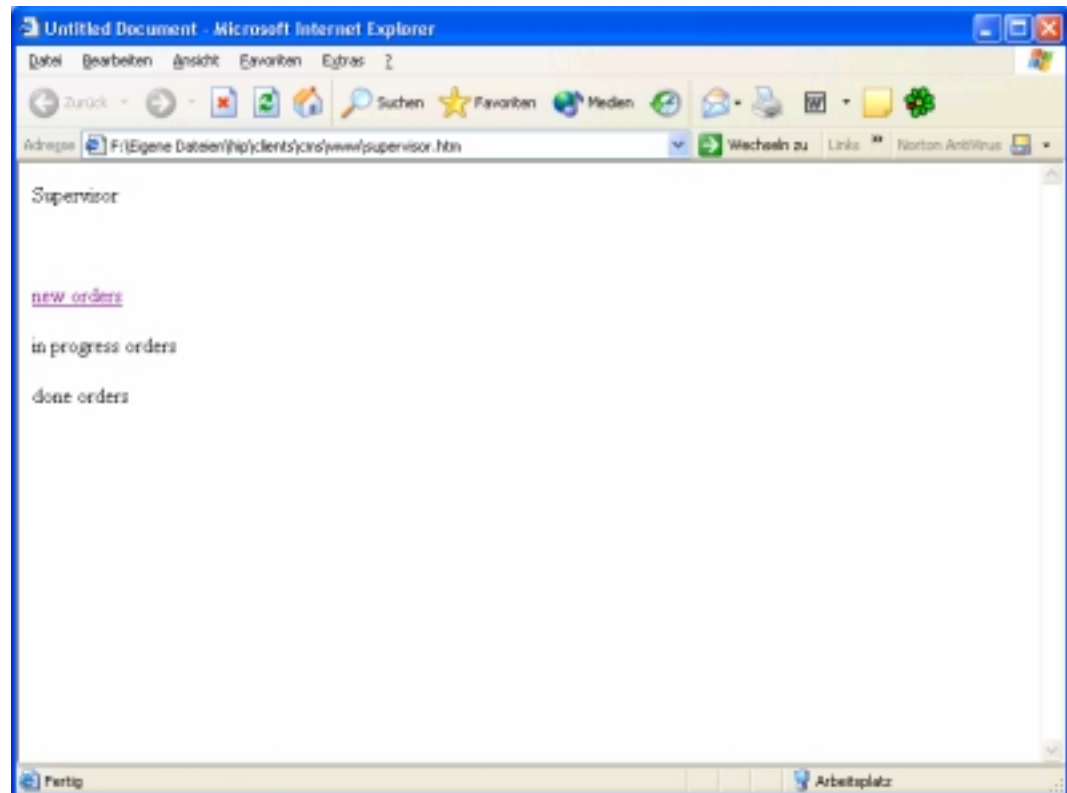 Untitled Document - Microsoft Internet Explorer
Datei Bearbeiten Ansicht Favoriten Extras ?
Zurück Suchen Favoriten Medien
Adresse F:\Eigene Dateien\hip\clients\cms\www\supervisor.htm Wechseln zu Links » Norton AntiVirus
Supervisor
new orders
in progress orders
done orders
Fertig Arbeitsplatz